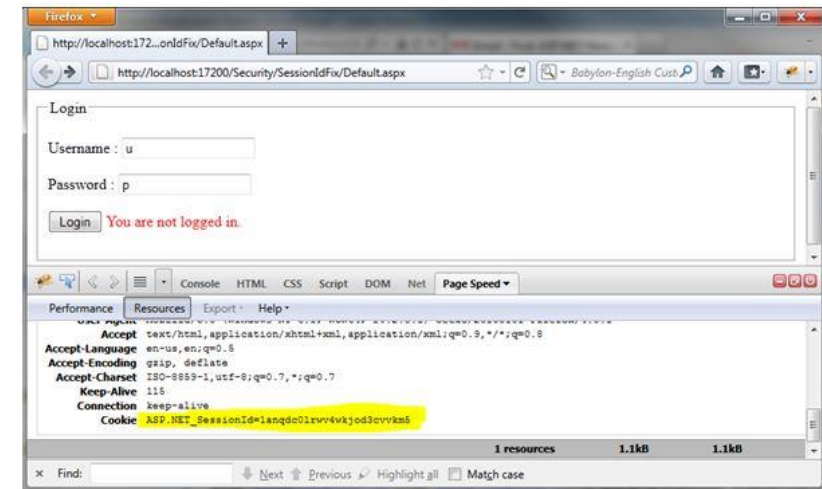 Firefox
http://localhost:172...onIdFix/Default.aspx +
http://localhost:17200/Security/SessionIdFix/Default.aspx Babylon-English
Login
Username : u
Password : p
Login You are not logged in.
Console HTML CSS Script DOM Net Page Speed
Performance Resources Export Help
Accept text/html,application/xhtml+xml,application/xml;q=0.9,*/*;q=0.8
Accept-Language en-us,en;q=0.5
Accept-Encoding gzip, deflate
Accept-Charset ISO-8859-1,utf-8;q=0.7,*;q=0.7
Keep-Alive 115
Connection keep-alive
Cookie ASP.NET_SessionId=lanqdc01rwv4wkjod3cvvkm5
1 resources 1.1kB 1.1kB
× Find: Next Previous Highlight all Match case